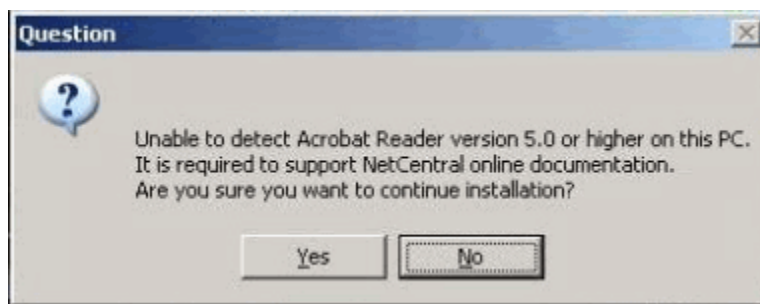 Question
Unable to detect Acrobat Reader version 5.0 or higher on this PC.
It is required to support NetCentral online documentation.
Are you sure you want to continue installation?
Yes No